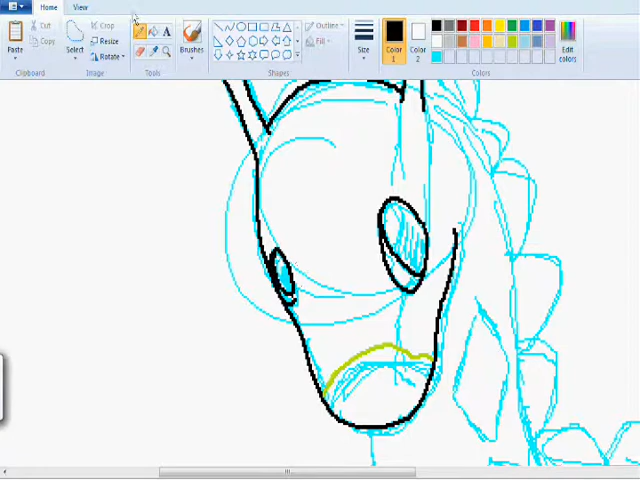 Home View
Paste
Cut
Copy
Clipboard
Select
Crop
Resize
Rotate
Image
A
Tools
Brushes
Outline
Fill
Shapes
Size
Color
1
Color
2
Edit
colors
Colors